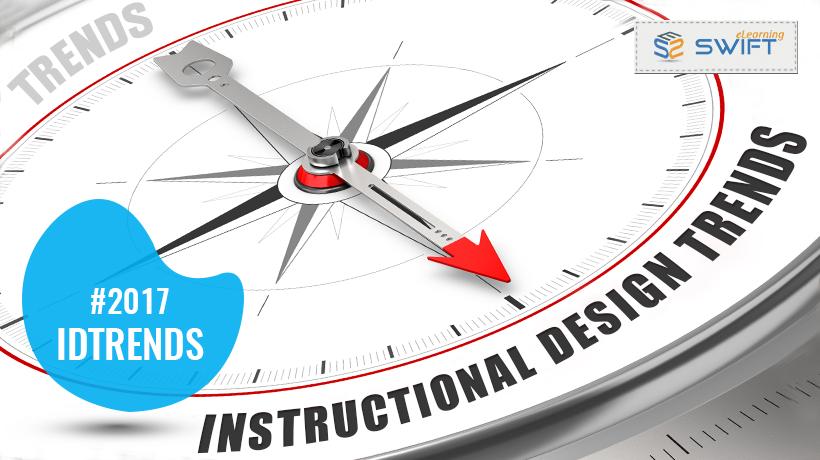 TRENDS
eLearning
SWIFT
INSTRUCTIONAL DESIGN TRENDS
#2017
IDTRENDS